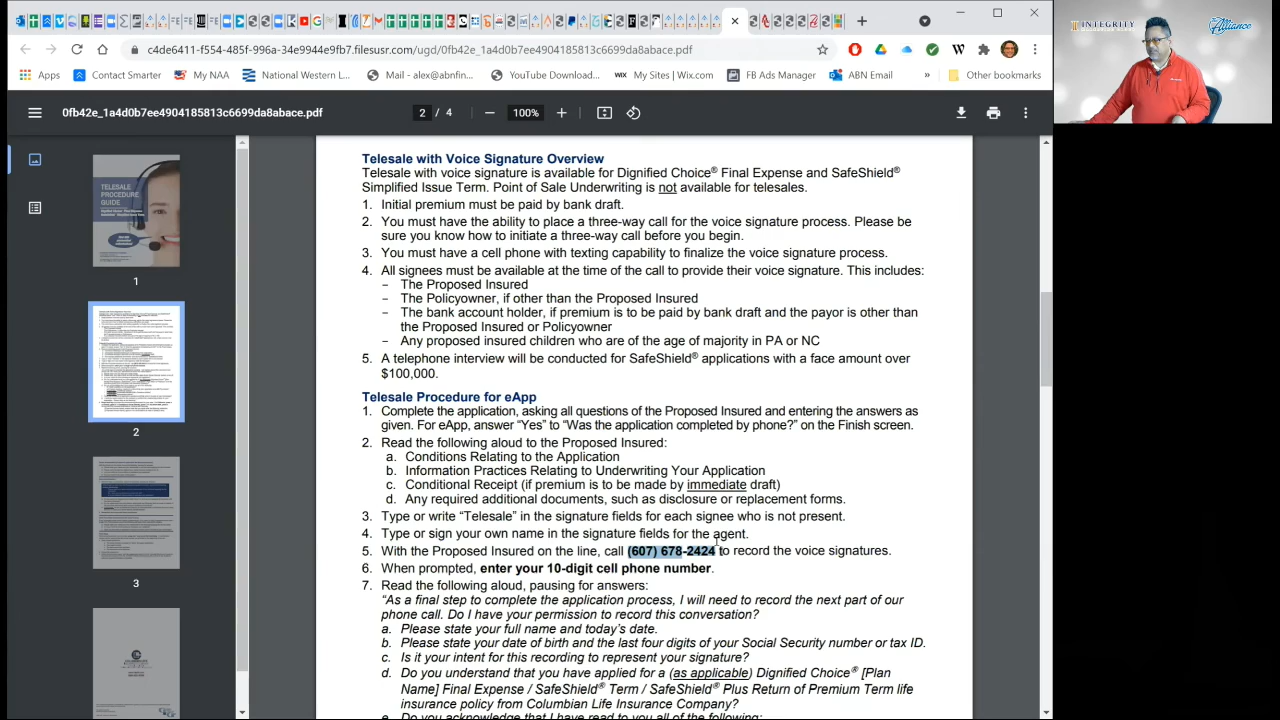 INTEGRITY
Alliance
c4de6411-f554-485f-996a-34e9994e9fb7.filesusr.com/ugd/0fb42e_1a4d0b7ee4904185813c6699da8abace.pdf
Apps
Contact Smarter
My NAA
National Western L...
Mail - alex@abnfin...
YouTube Download...
WIX My Sites | Wix.com
FB Ads Manager
ABN Email
»
Other bookmarks
0fb42e_1a4d0b7ee4904185813c6699da8abace.pdf
2 / 4
100%
TELESALE
PROCEDURE
GUIDE
1
2
3
Telesale with Voice Signature Overview
Telesale with voice signature is available for Dignified Choice® Final Expense and SafeShield®
Simplified Issue Term. Point of Sale Underwriting is not available for telesales.
1. Initial premium must be paid by bank draft.
2. You must have the ability to place a three-way call for the voice signature process. Please be
sure you know how to initiate a three-way call before you begin.
3. You must have a cell phone with texting capability to finalize the voice signature process.
4. All signees must be available at the time of the call to provide their voice signature. This includes:
– The Proposed Insured
– The Policyowner, if other than the Proposed Insured
– The bank account holder, if premium is to be paid by bank draft and the payor is other than
the Proposed Insured or Policyowner
– Any proposed insured children who are of the age of majority in PA or NC
5. A telephone interview will be conducted for SafeShield® applications with a face amount over
$100,000.
Telesale Procedure for eApp
1. Complete the application, asking all questions of the Proposed Insured and entering the answers as
given. For eApp, answer “Yes” to “Was the application completed by phone?” on the Finish screen.
2. Read the following aloud to the Proposed Insured:
a. Conditions Relating to the Application
b. Information Practices Relating to Underwriting Your Application
c. Conditional Receipt (if premium is to be made by immediate draft)
d. Any required additional documents, such as disclosure or replacement forms.
3. Type or write “Telesale” in the signature fields for each signee who is not present.
4. Type or sign your own name in the signature fields for the agent.
5. With the Proposed Insured on the line, call (607) 678-2424 to record the voice signatures.
6. When prompted, enter your 10-digit cell phone number.
7. Read the following aloud, pausing for answers:
“As a final step to complete the application process, I will need to record the next part of our
phone call. Do I have your permission to record this conversation?
a. Please state your full name and today's date.
b. Please state your date of birth and the last four digits of your Social Security number or tax ID.
c. Is it your intent for this recording to represent your signature?
d. Do you understand that you have applied for a (as applicable) Dignified Choice® [Plan
Name] Final Expense / SafeShield® Term / SafeShield® Plus Return of Premium Term life
insurance policy from Columbian Life Insurance Company?
e. Do you acknowledge that I have read to you all of the following: